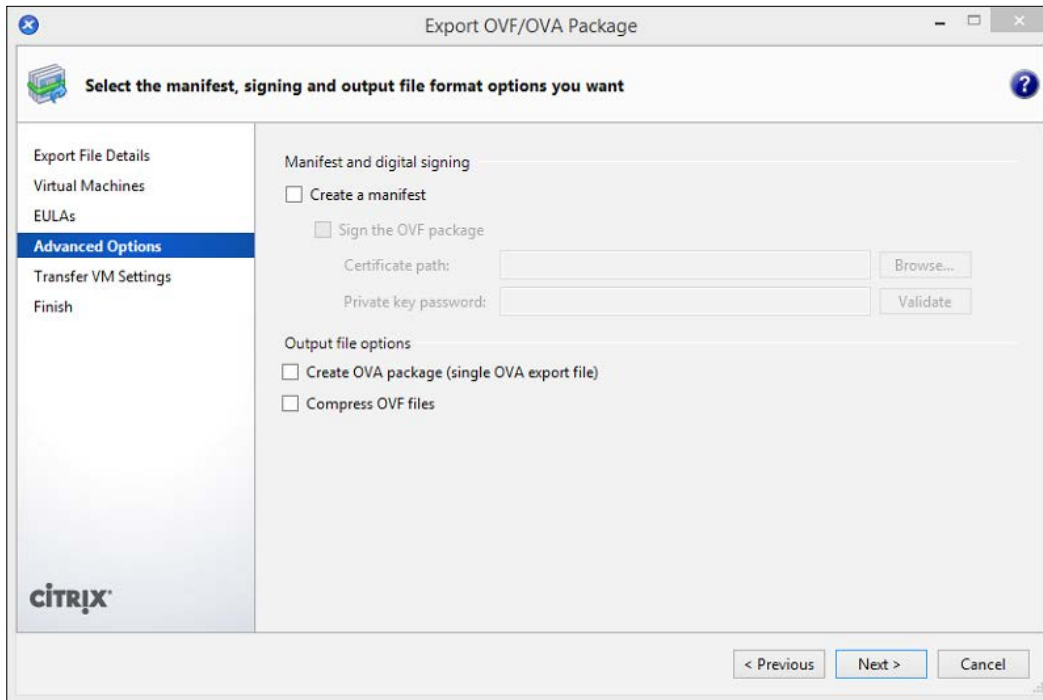 Export OVF/OVA Package
Select the manifest, signing and output file format options you want
?
Export File Details
Virtual Machines
EULAs
Advanced Options
Transfer VM Settings
Finish
Manifest and digital signing
Create a manifest
Sign the OVF package
Certificate path:
Browse...
Private key password:
Validate
Output file options
Create OVA package (single OVA export file)
Compress OVF files
CİTRIX
< Previous
Next >
Cancel